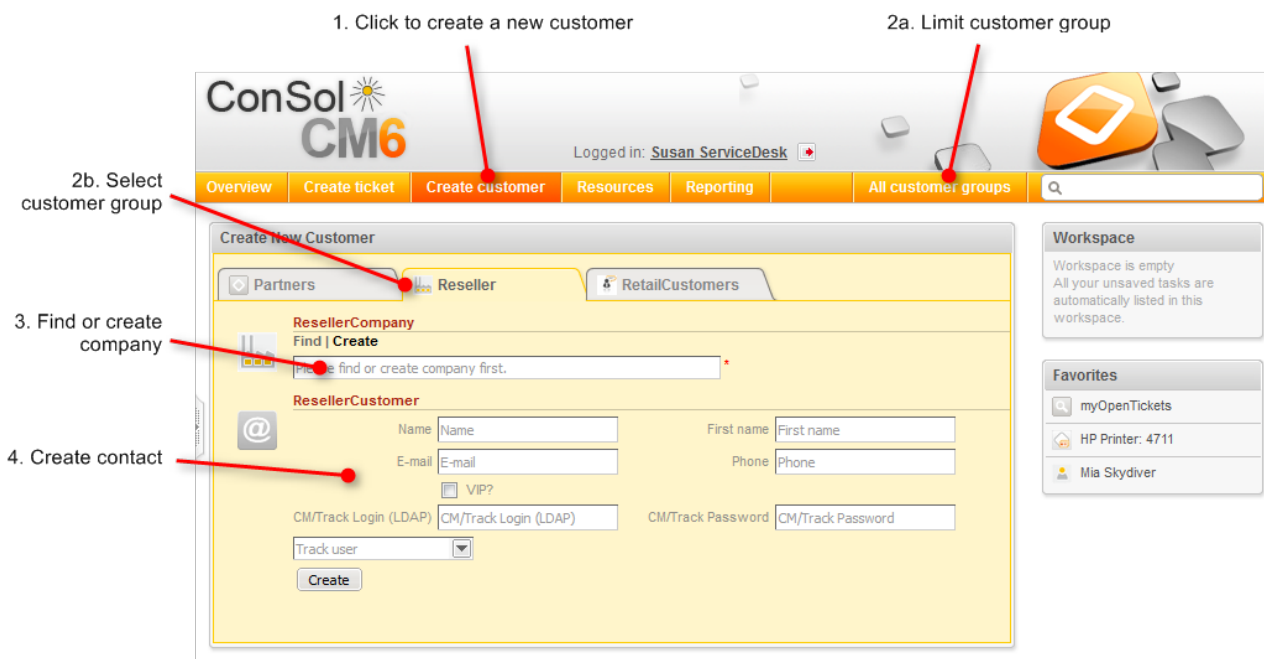 1. Click to create a new customer
2a. Limit customer group
ConSol
CM6
Logged in: Susan ServiceDesk
2b. Select
customer group
Overview
Create ticket
Create customer
Resources
Reporting
All customer groups
Create New Customer
Workspace
Workspace is empty
All your unsaved tasks are
automatically listed in this
workspace.
Partners
Reseller
RetailCustomers
3. Find or create
company
ResellerCompany
Find | Create
Please find or create company first. *
Favorites
myOpenTickets
HP Printer: 4711
Mia Skydiver
ResellerCustomer
@
Name Name
First name First name
4. Create contact
E-mail E-mail
Phone Phone
VIP?
CM/Track Login (LDAP) CM/Track Login (LDAP)
CM/Track Password CM/Track Password
Track user
Create